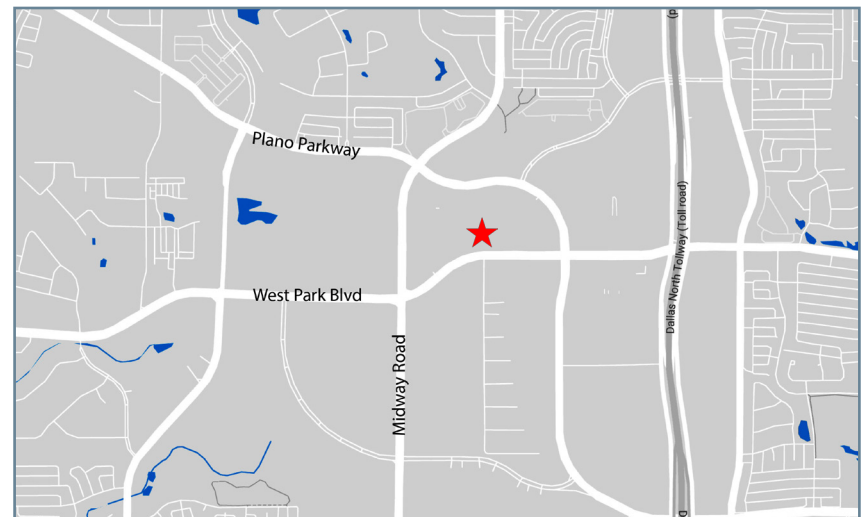 d)
Plano Parkway
Dallas North Tollway (Toll road)
West Park Blvd
Midway Road
D